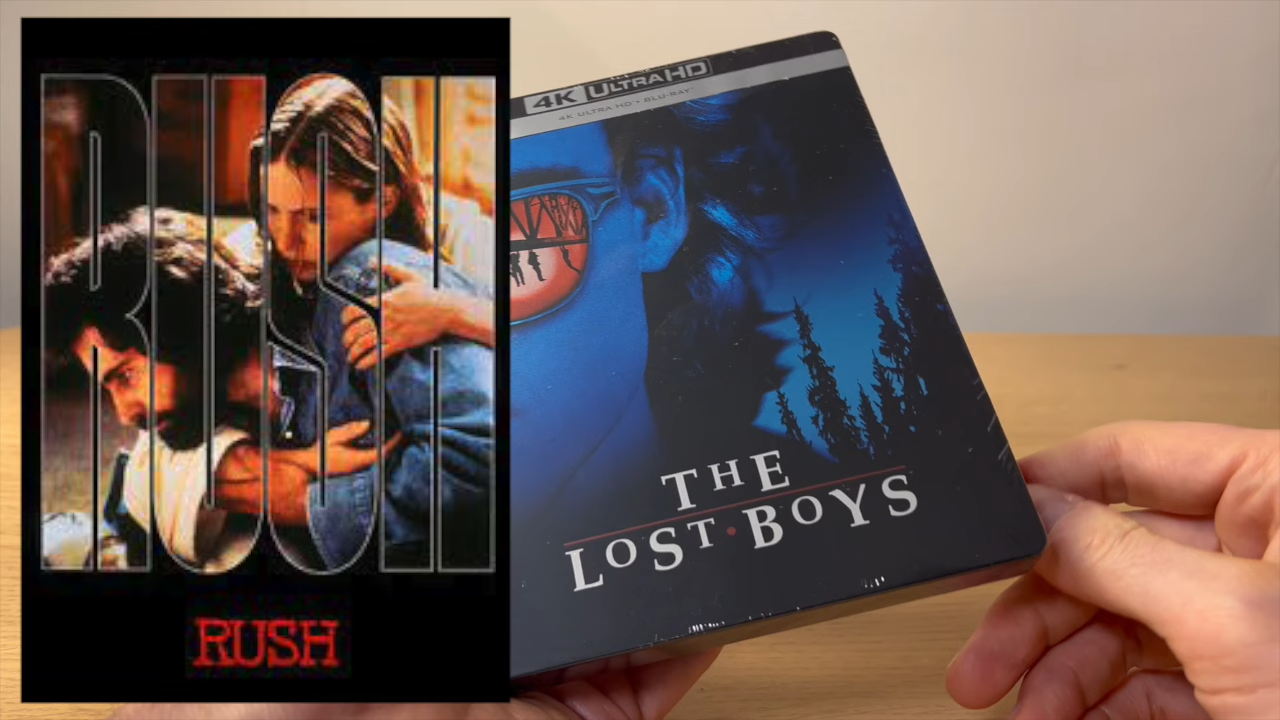 RUSH
RUSH
4K ULTRA HD
4K ULTRA HD + BLU-RAY
THE
LOST · BOYS